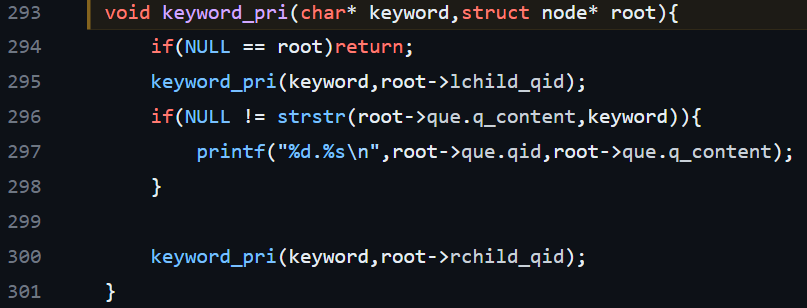 293 void keyword_pri(char* keyword,struct node* root){
294 if(NULL == root)return;
295 keyword_pri(keyword,root->lchild_qid);
296 if(NULL != strstr(root->que.q_content,keyword)){
297 printf("%d.%s\n",root->que.qid,root->que.q_content);
298 }
299
300 keyword_pri(keyword,root->rchild_qid);
301 }